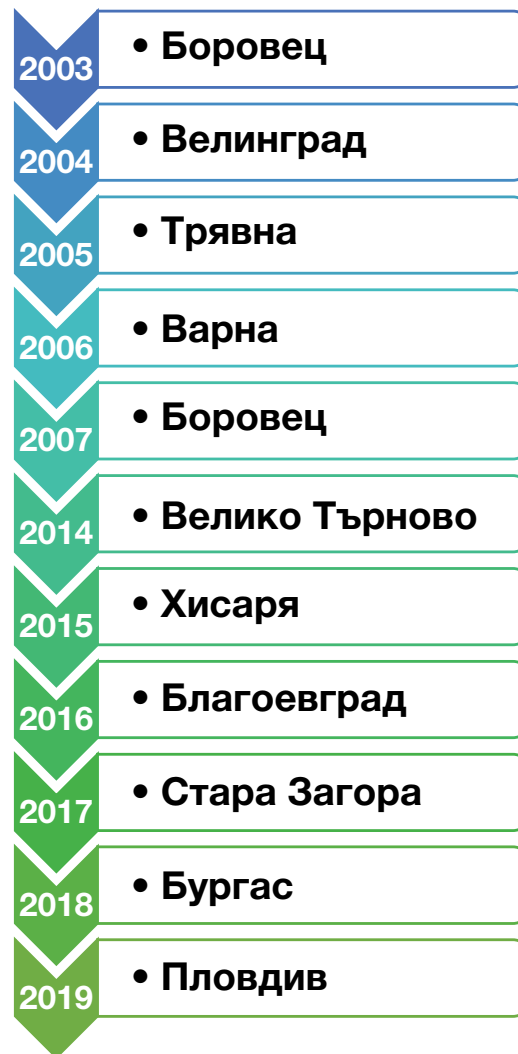 2003
• Боровец
2004
• Велинград
2005
• Трявна
2006
• Варна
2007
• Боровец
2014
• Велико Търново
2015
• Хисаря
2016
• Благоевград
2017
• Стара Загора
2018
• Бургас
2019
• Пловдив